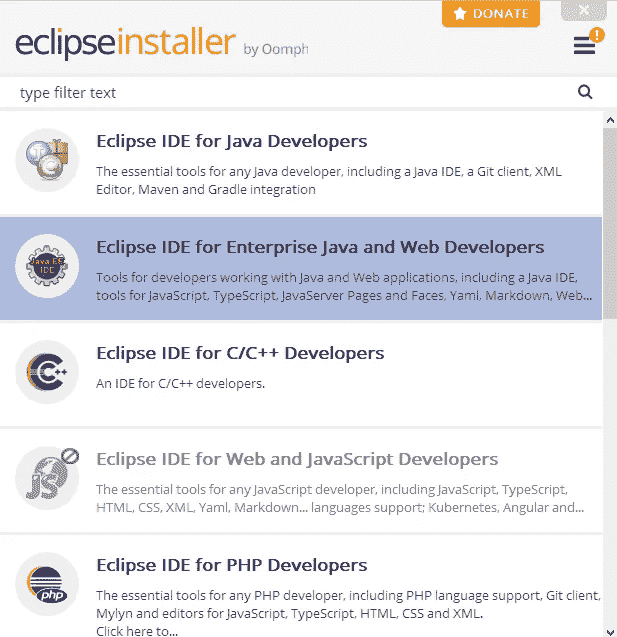 DONATE
eclipseinstaller by Oomph
!
type filter text
Eclipse IDE for Java Developers
The essential tools for any Java developer, including a Java IDE, a Git client, XML
Editor, Maven and Gradle integration
Java EE
IDE
Eclipse IDE for Enterprise Java and Web Developers
Tools for developers working with Java and Web applications, including a Java IDE,
tools for JavaScript, TypeScript, JavaServer Pages and Faces, Yaml, Markdown, Web...
C++
Eclipse IDE for C/C++ Developers
An IDE for C/C++ developers.
JS
Eclipse IDE for Web and JavaScript Developers
The essential tools for any JavaScript developer, including JavaScript, TypeScript,
HTML, CSS, XML, Yaml, Markdown... languages support; Kubernetes, Angular and...
php
Eclipse IDE for PHP Developers
The essential tools for any PHP developer, including PHP language support, Git client,
Mylyn and editors for JavaScript, TypeScript, HTML, CSS and XML.
Click here to...